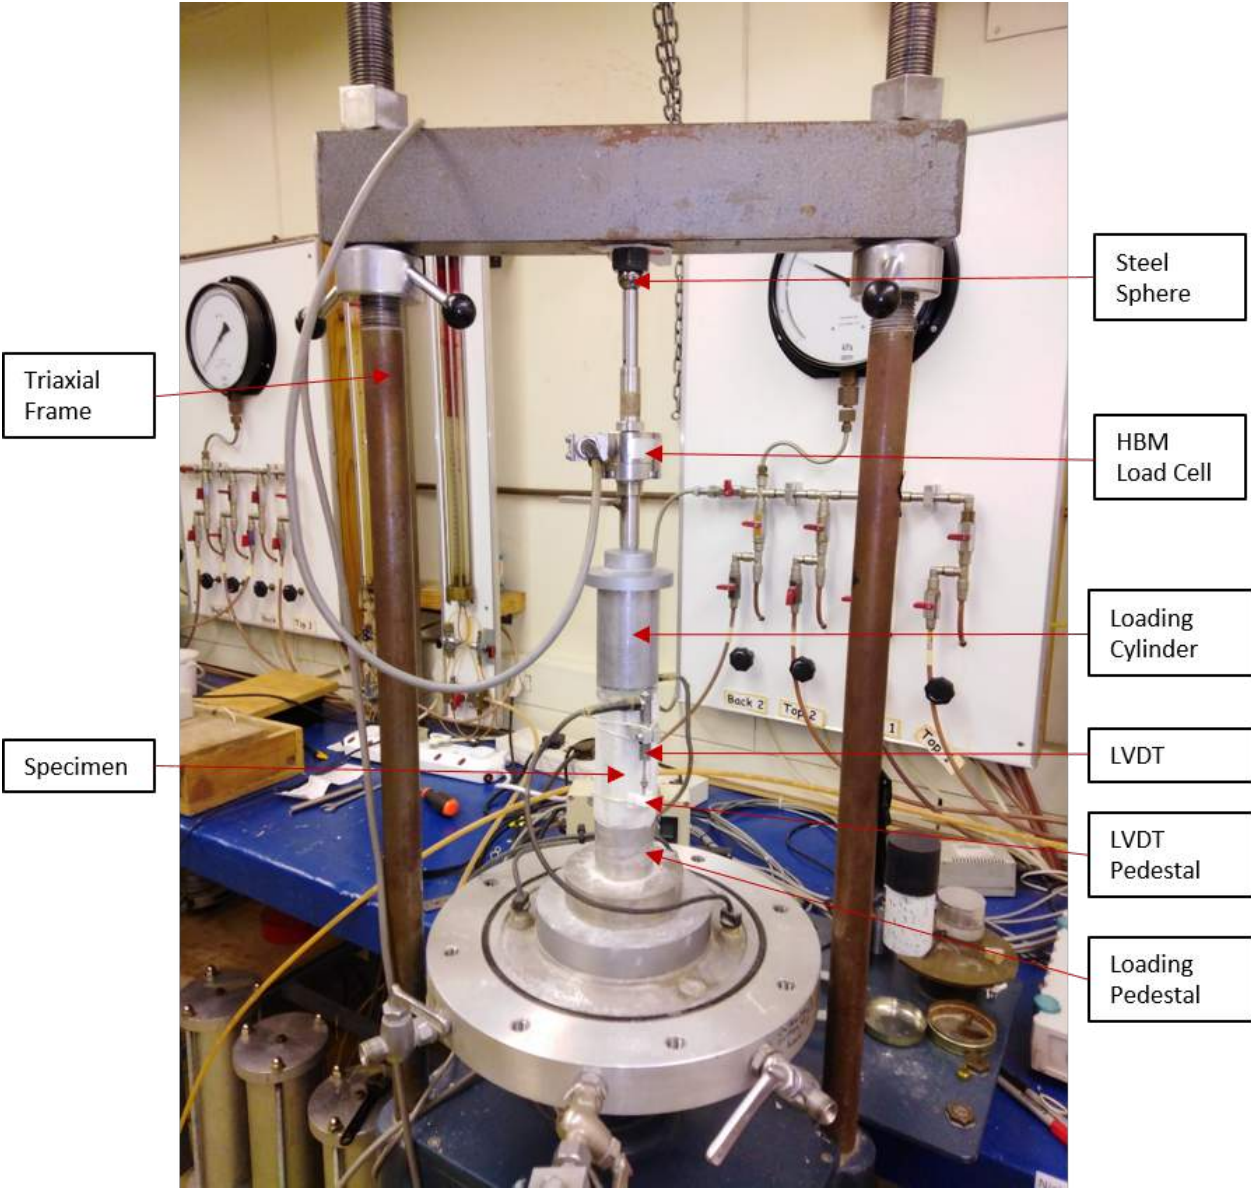 Steel
Sphere
Triaxial
Frame
HBM
Load Cell
Loading
Cylinder
Back 2
Top 2
1
Top
Specimen
LVDT
LVDT
Pedestal
Loading
Pedestal